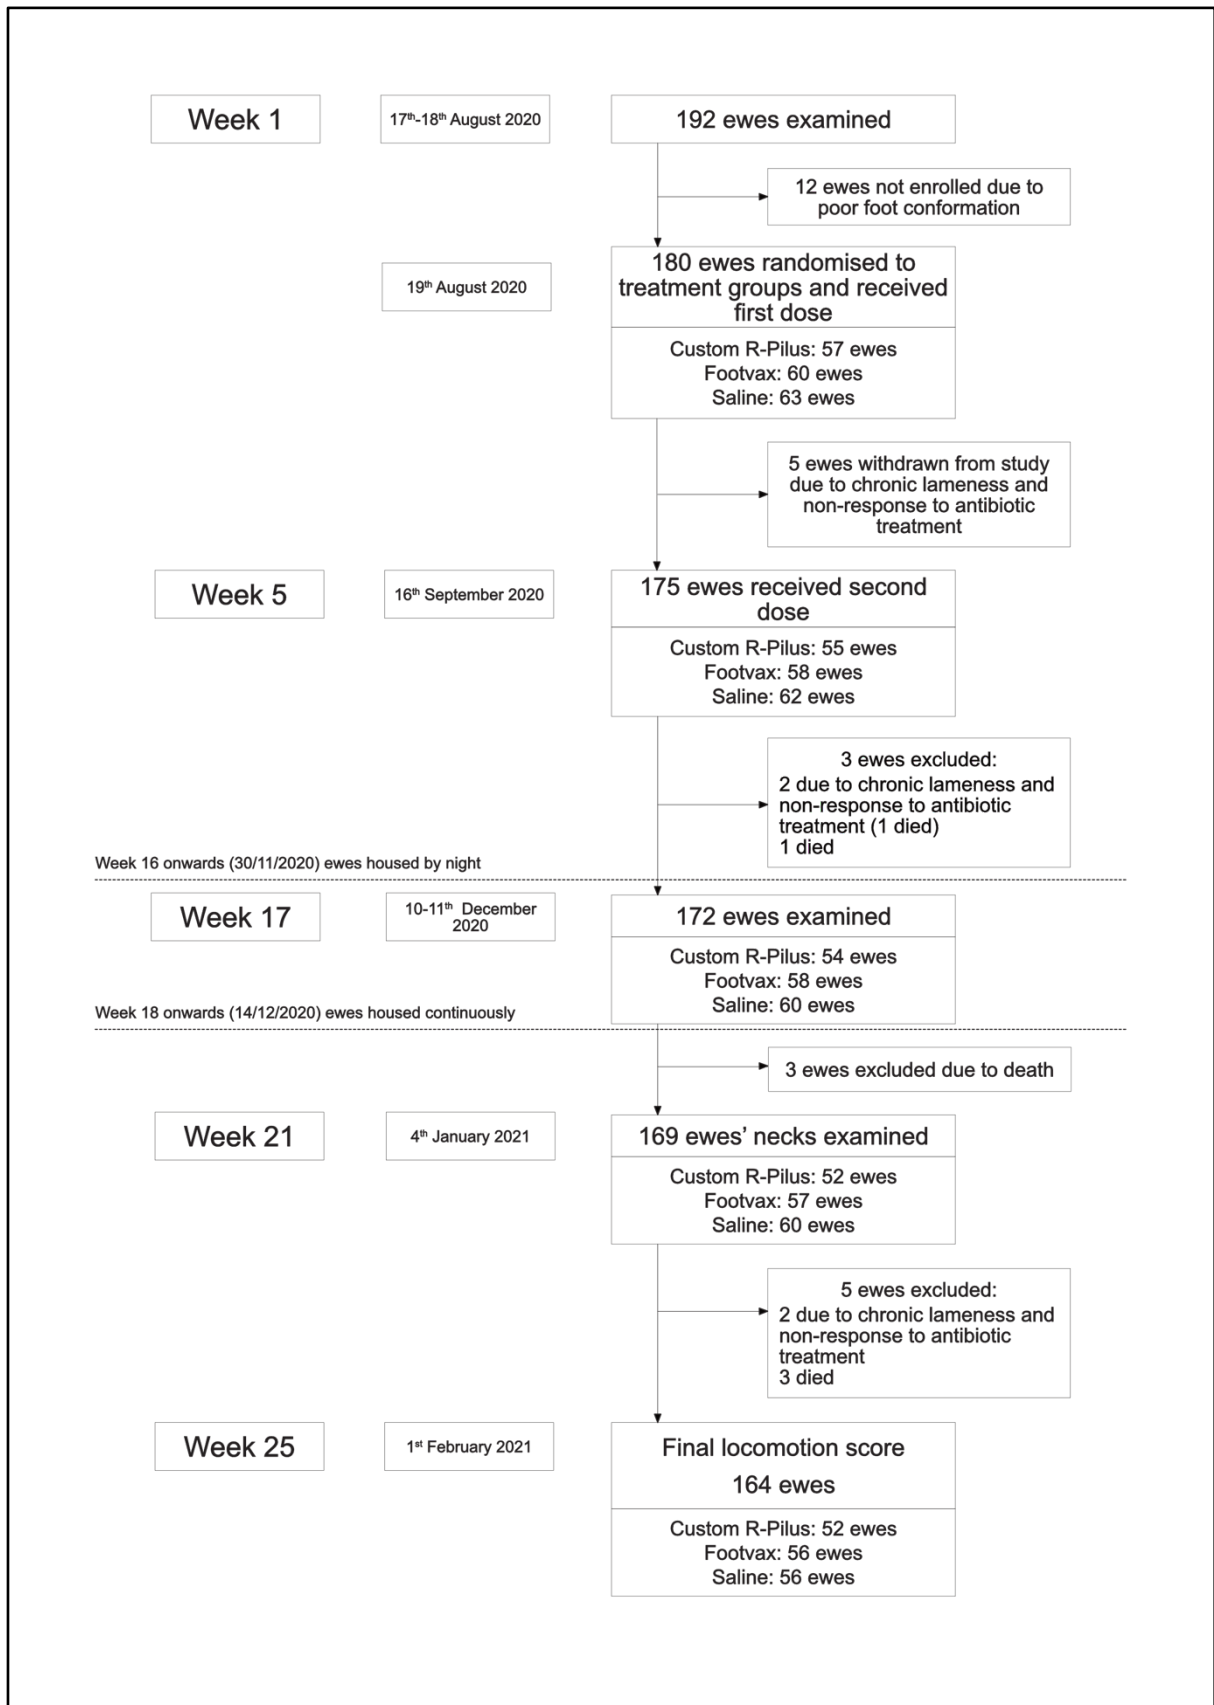 Week 1
17th-18th August 2020
192 ewes examined
12 ewes not enrolled due to
poor foot conformation
19th August 2020
180 ewes randomised to
treatment groups and received
first dose
Custom R-Pilus: 57 ewes
Footvax: 60 ewes
Saline: 63 ewes
5 ewes withdrawn from study
due to chronic lameness and
non-response to antibiotic
treatment
Week 5
16th September 2020
175 ewes received second
dose
Custom R-Pilus: 55 ewes
Footvax: 58 ewes
Saline: 62 ewes
3 ewes excluded:
2 due to chronic lameness and
non-response to antibiotic
treatment (1 died)
1 died
Week 16 onwards (30/11/2020) ewes housed by night
Week 17
10-11th December
2020
172 ewes examined
Custom R-Pilus: 54 ewes
Footvax: 58 ewes
Saline: 60 ewes
Week 18 onwards (14/12/2020) ewes housed continuously
3 ewes excluded due to death
Week 21
4th January 2021
169 ewes’ necks examined
Custom R-Pilus: 52 ewes
Footvax: 57 ewes
Saline: 60 ewes
5 ewes excluded:
2 due to chronic lameness and
non-response to antibiotic
treatment
3 died
Week 25
1st February 2021
Final locomotion score
164 ewes
Custom R-Pilus: 52 ewes
Footvax: 56 ewes
Saline: 56 ewes